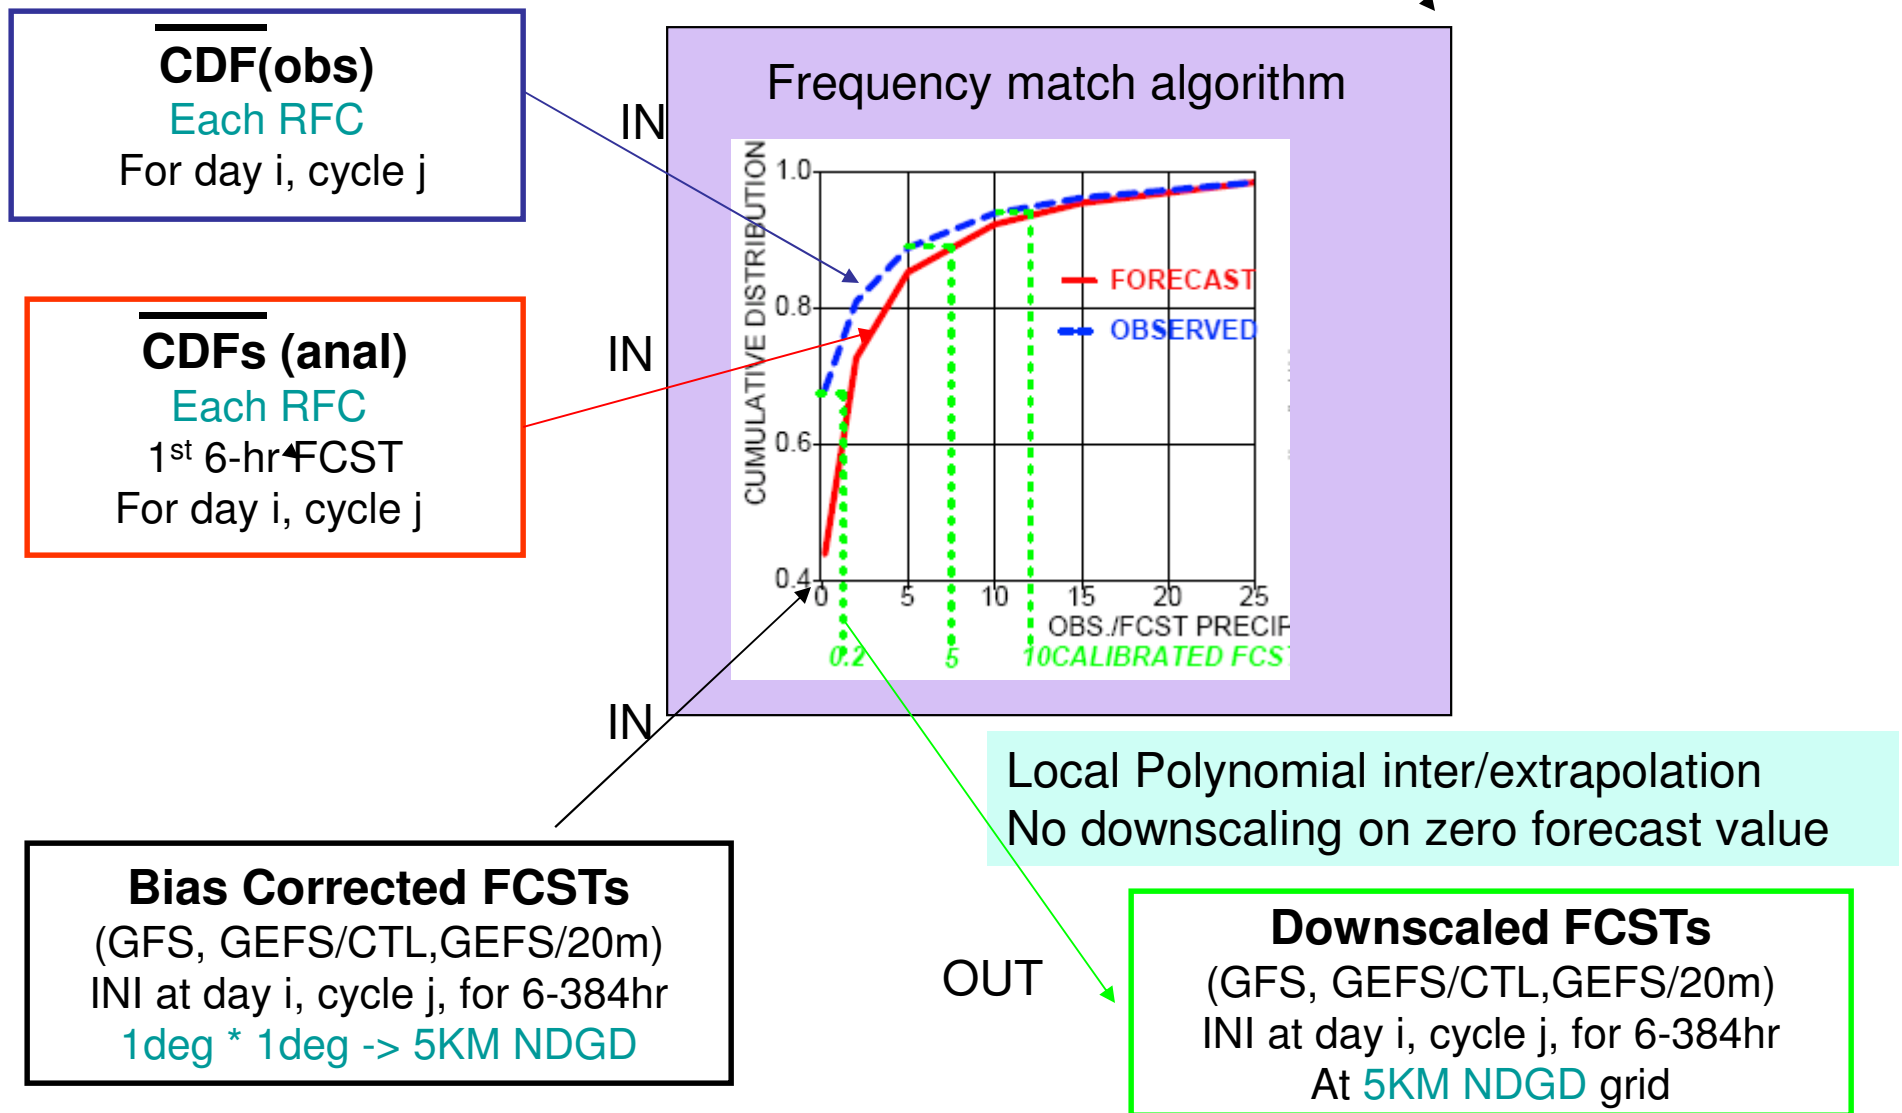 CDF(obs)
Each RFC
For day i, cycle j
IN
CDFs (anal)
Each RFC
1st 6-hr FCST
For day i, cycle j
IN
Frequency match algorithm
CUMULATIVE DISTRIBUTION
1.0
0.8
0.6
0.4
FORECAST
OBSERVED
0 5 10 15 20 25
OBS./FCST PRECIP
0.2 5 10 CALIBRATED FCS
IN
Local Polynomial inter/extrapolation
No downscaling on zero forecast value
Bias Corrected FCSTs
(GFS, GEFS/CTL,GEFS/20m)
INI at day i, cycle j, for 6-384hr
1deg * 1deg -> 5KM NDGD
OUT
Downscaled FCSTs
(GFS, GEFS/CTL,GEFS/20m)
INI at day i, cycle j, for 6-384hr
At 5KM NDGD grid